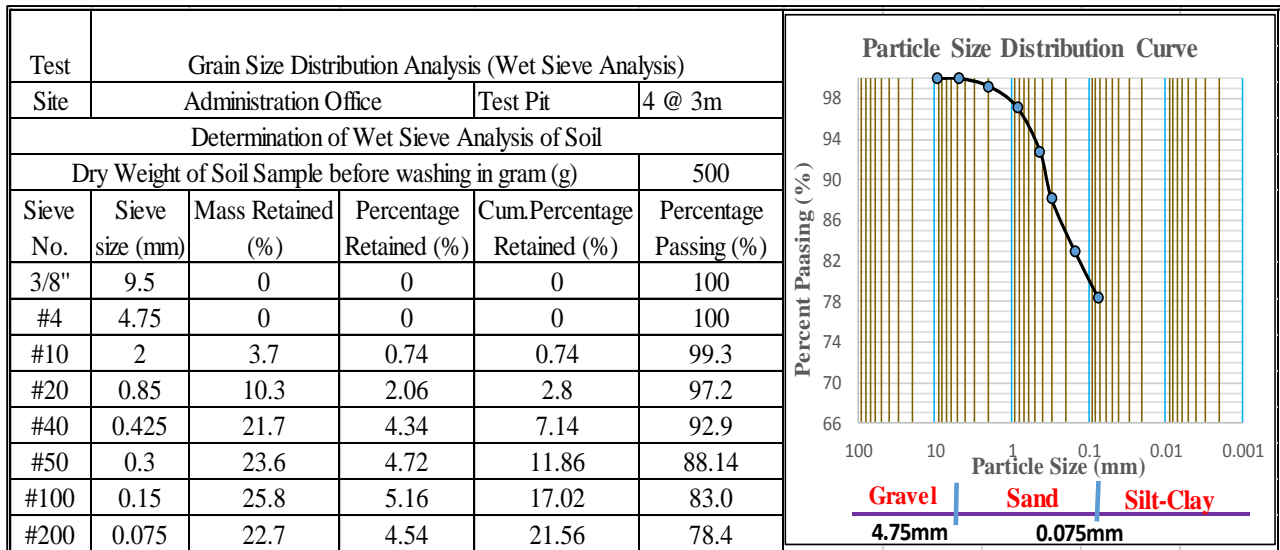 Test Grain Size Distribution Analysis (Wet Sieve Analysis)
Site Administration Office Test Pit 4 @ 3m
Determination of Wet Sieve Analysis of Soil
Dry Weight of Soil Sample before washing in gram (g) 500
Sieve No. Sieve size (mm) Mass Retained (%) Percentage Retained (%) Cum.Percentage Retained (%) Percentage Passing (%)
3/8" 9.5 0 0 0 100
#4 4.75 0 0 0 100
#10 2 3.7 0.74 0.74 99.3
#20 0.85 10.3 2.06 2.8 97.2
#40 0.425 21.7 4.34 7.14 92.9
#50 0.3 23.6 4.72 11.86 88.14
#100 0.15 25.8 5.16 17.02 83.0
#200 0.075 22.7 4.54 21.56 78.4
Particle Size Distribution Curve
Percent Paasing (%)
98
94
90
86
82
78
74
70
66
100 10 1 0.1 0.01 0.001
Particle Size (mm)
Gravel Sand Silt-Clay
4.75mm 0.075mm